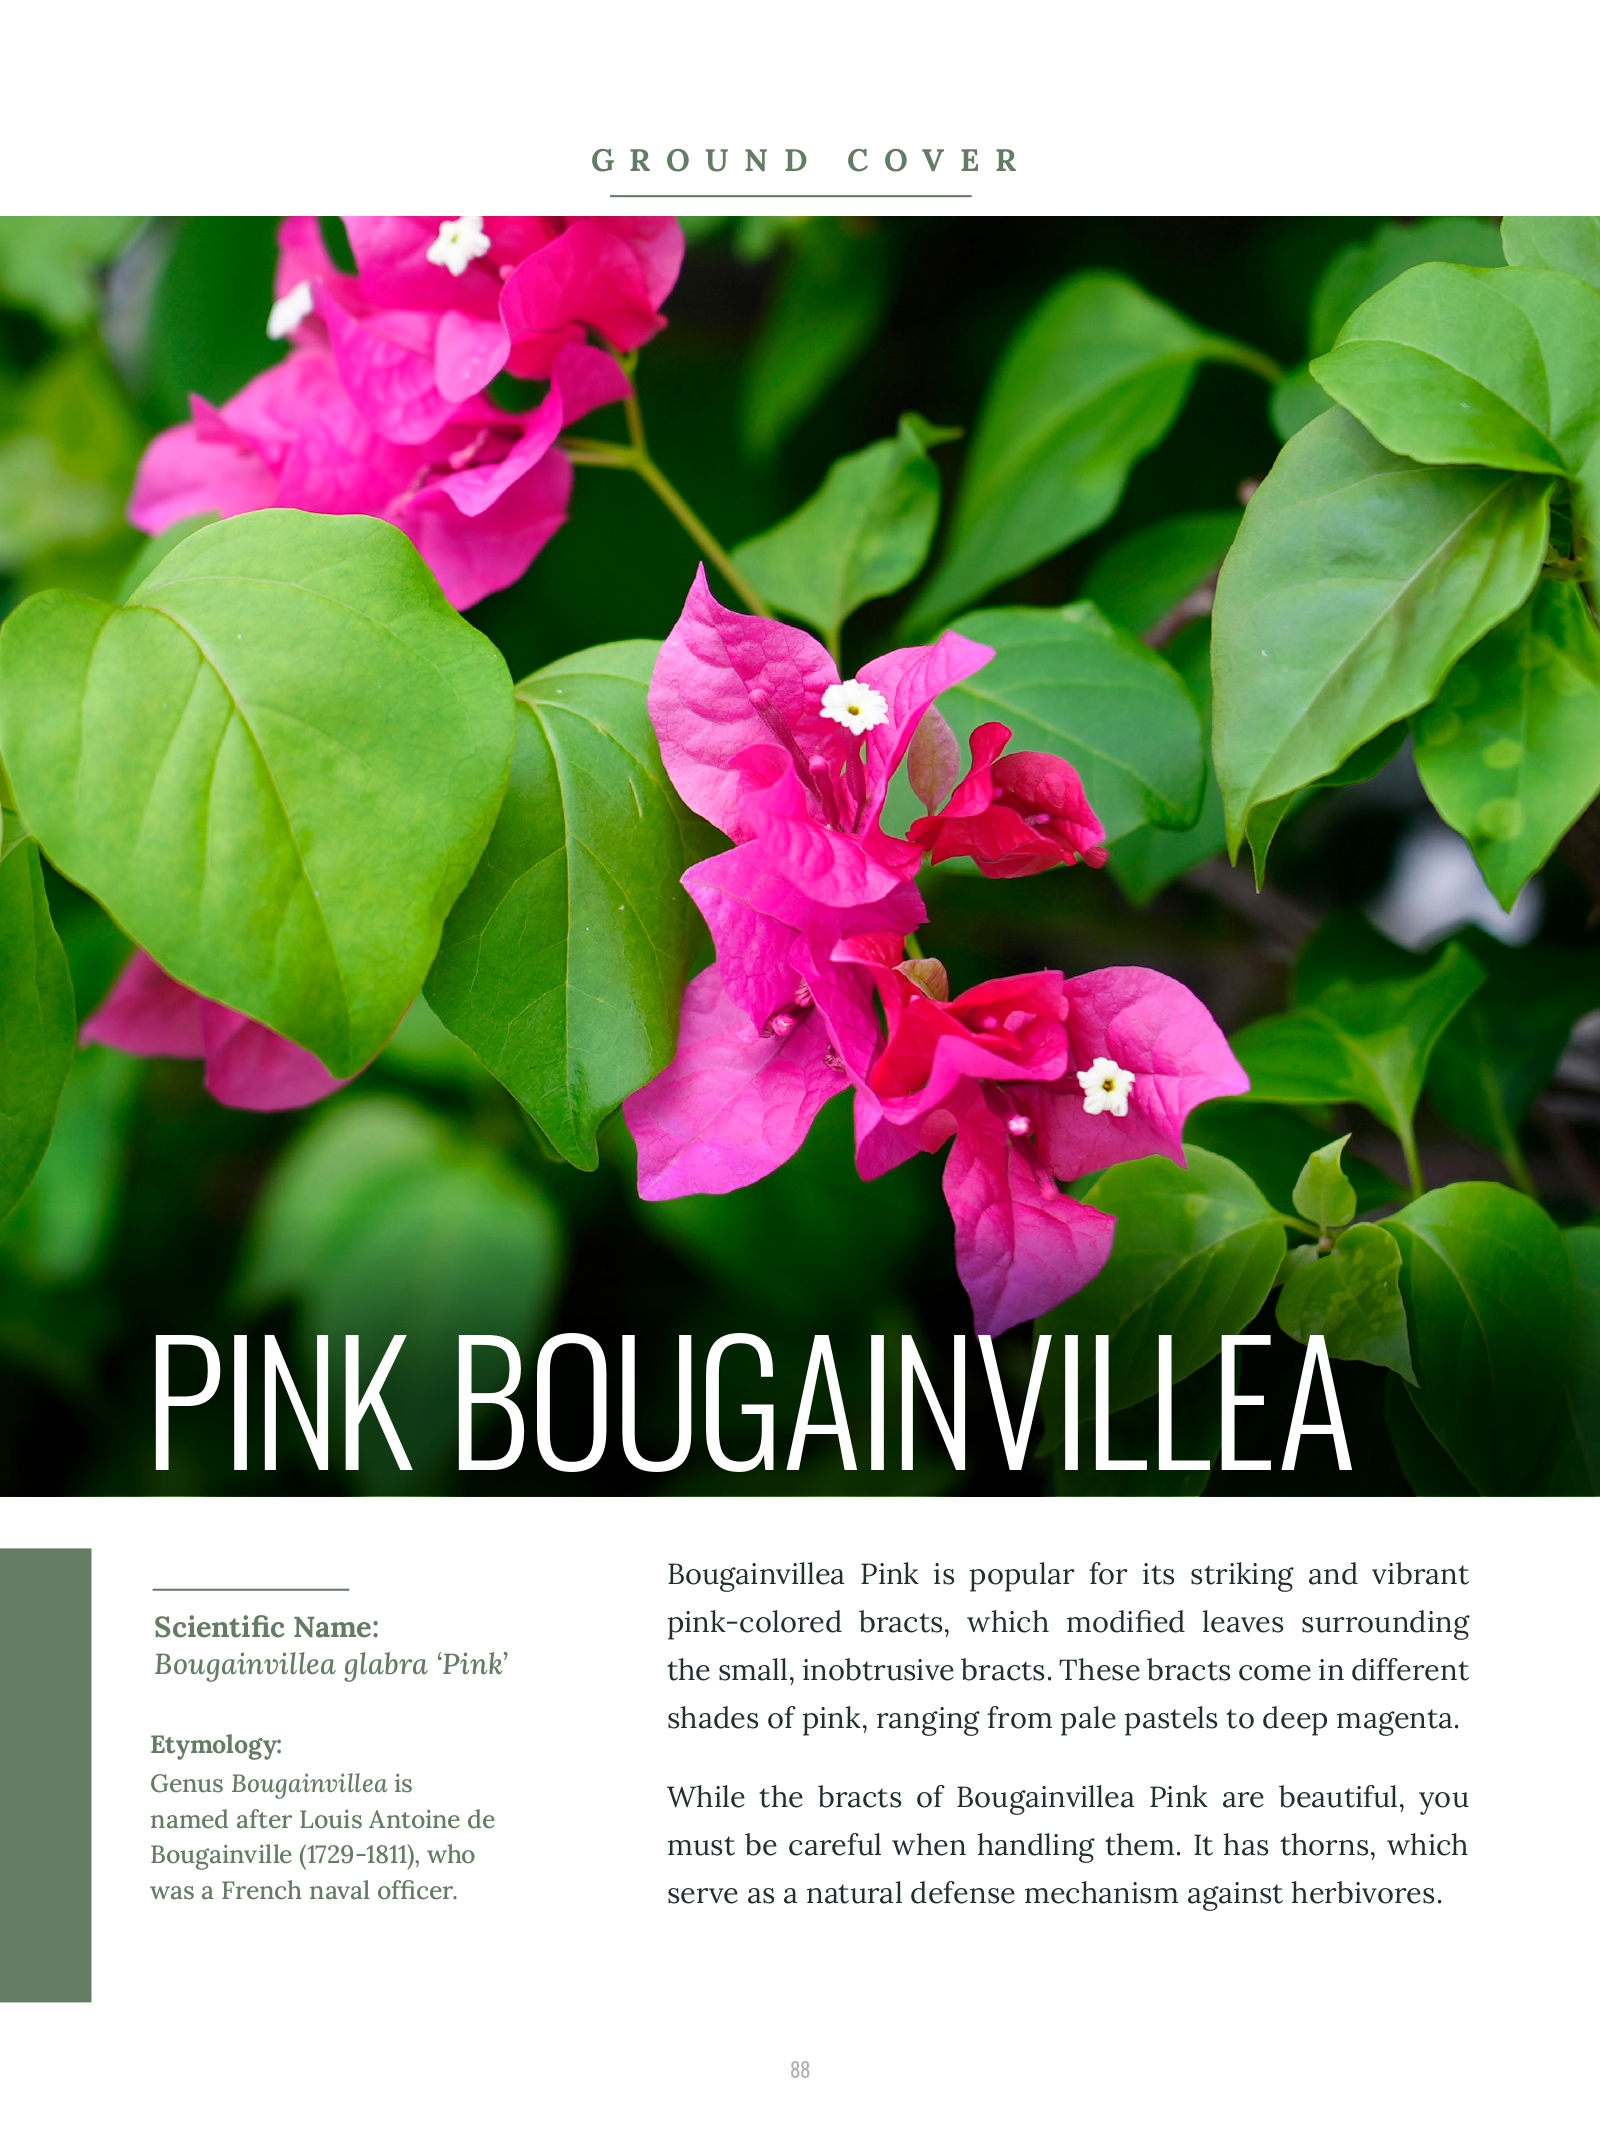 GROUND COVER
PINK BOUGAINVILLEA
Scientific Name:
Bougainvillea glabra ‘Pink’
Etymology:
Genus Bougainvillea is
named after Louis Antoine de
Bougainville (1729-1811), who
was a French naval officer.
Bougainvillea Pink is popular for its striking and vibrant
pink-colored bracts, which modified leaves surrounding
the small, inobtrusive bracts. These bracts come in different
shades of pink, ranging from pale pastels to deep magenta.
While the bracts of Bougainvillea Pink are beautiful, you
must be careful when handling them. It has thorns, which
serve as a natural defense mechanism against herbivores.
88